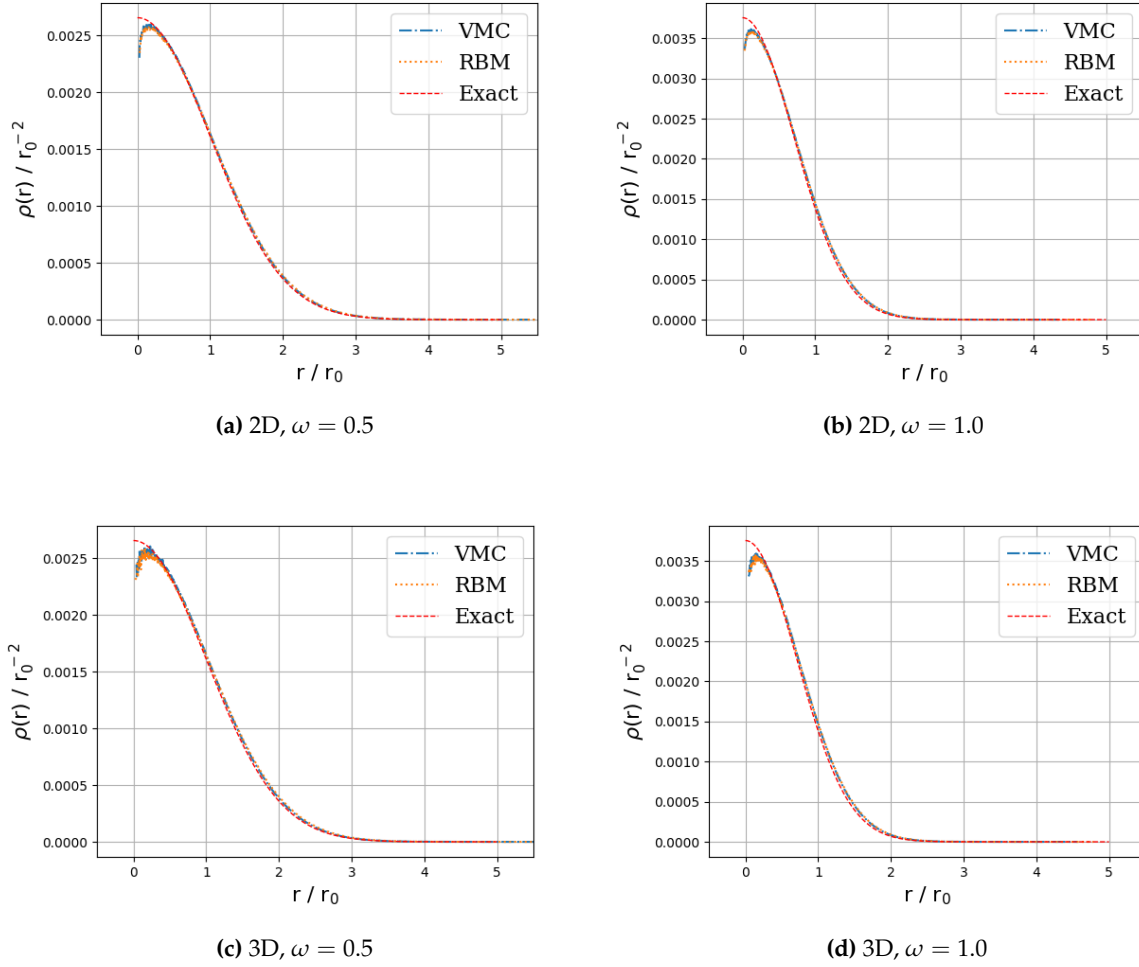 0.0025
0.0020
0.0015
0.0010
0.0005
0.0000
ρ(r) / r₀⁻²
VMC
RBM
Exact
0 1 2 3 4 5
r / r₀
(a) 2D, ω = 0.5
0.0035
0.0030
0.0025
0.0020
0.0015
0.0010
0.0005
0.0000
ρ(r) / r₀⁻²
VMC
RBM
Exact
0 1 2 3 4 5
r / r₀
(b) 2D, ω = 1.0
0.0025
0.0020
0.0015
0.0010
0.0005
0.0000
ρ(r) / r₀⁻²
VMC
RBM
Exact
0 1 2 3 4 5
r / r₀
(c) 3D, ω = 0.5
0.0035
0.0030
0.0025
0.0020
0.0015
0.0010
0.0005
0.0000
ρ(r) / r₀⁻²
VMC
RBM
Exact
0 1 2 3 4 5
r / r₀
(d) 3D, ω = 1.0